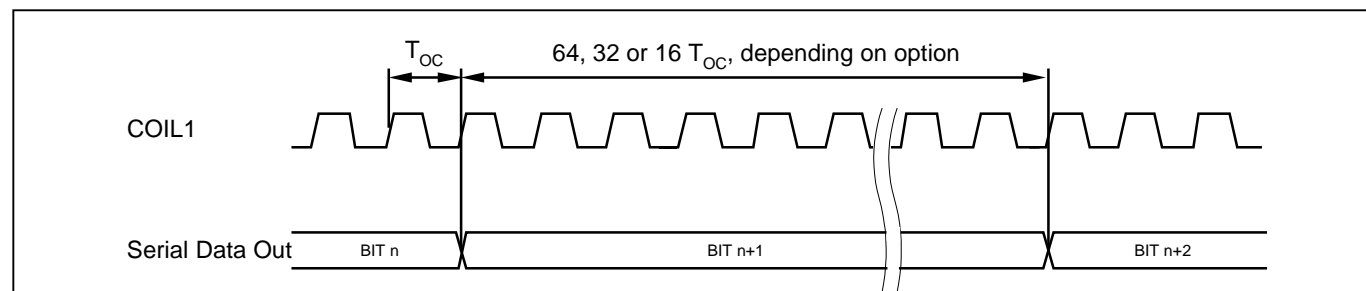 T_OC 64, 32 or 16 T_OC, depending on option
COIL1
Serial Data Out BIT n BIT n+1 BIT n+2